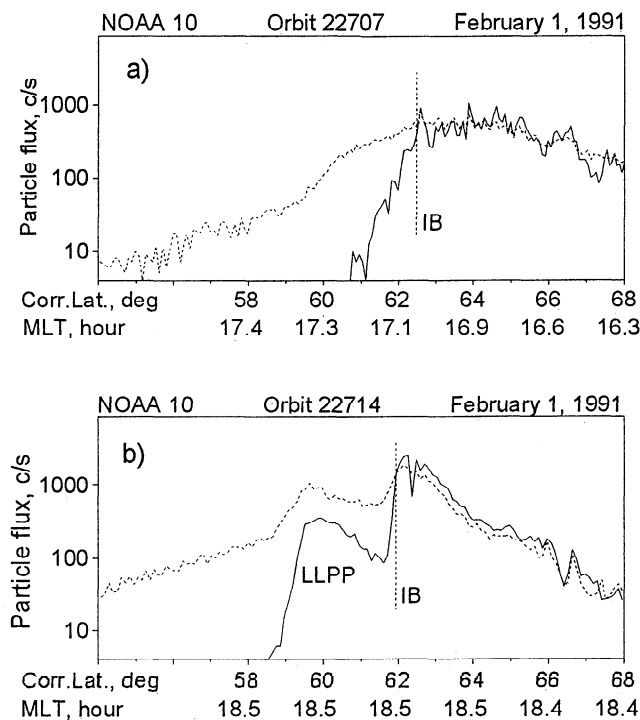 NOAA 10 Orbit 22707 February 1, 1991
a)
Particle flux, c/s
1000
100
10
IB
Corr.Lat., deg 58 60 62 64 66 68
MLT, hour 17.4 17.3 17.1 16.9 16.6 16.3
NOAA 10 Orbit 22714 February 1, 1991
b)
Particle flux, c/s
1000
100
10
LLPP
IB
Corr.Lat., deg 58 60 62 64 66 68
MLT, hour 18.5 18.5 18.5 18.5 18.4 18.4